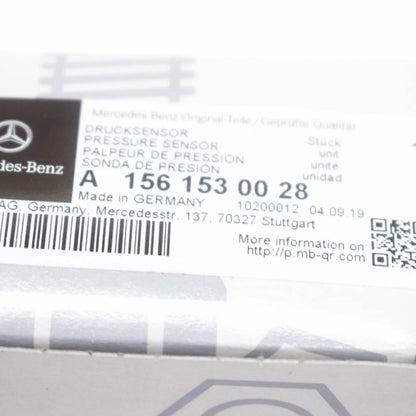 Mercedes-Benz Original-Teile/Geprüfte Qualität
DRUCKSENSOR
PRESSURE SENSOR
PALPEUR DE PRESSION
SONDA DE PRESION
Stück
unit
unité
unidad
des-Benz
A 156 153 00 28
Made in GERMANY 10200012 04.09.19
AG, Germany, Mercedesstr. 137, 70327 Stuttgart
More information on:
http://p.mb-qr.com